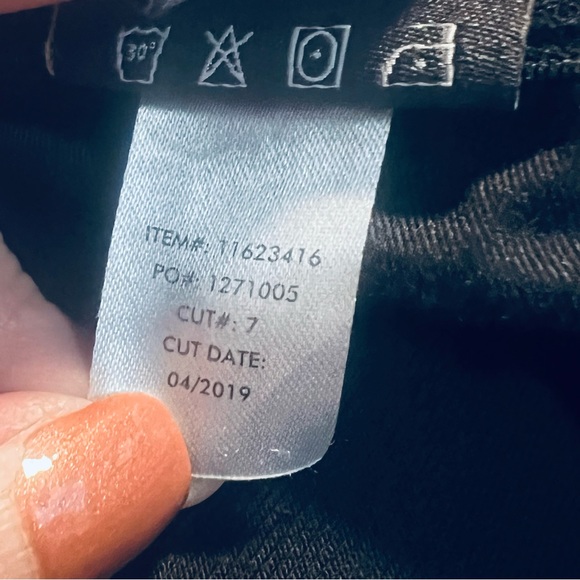 30°
ITEM#: 11623416
PO#: 1271005
CUT#: 7
CUT DATE:
04/2019